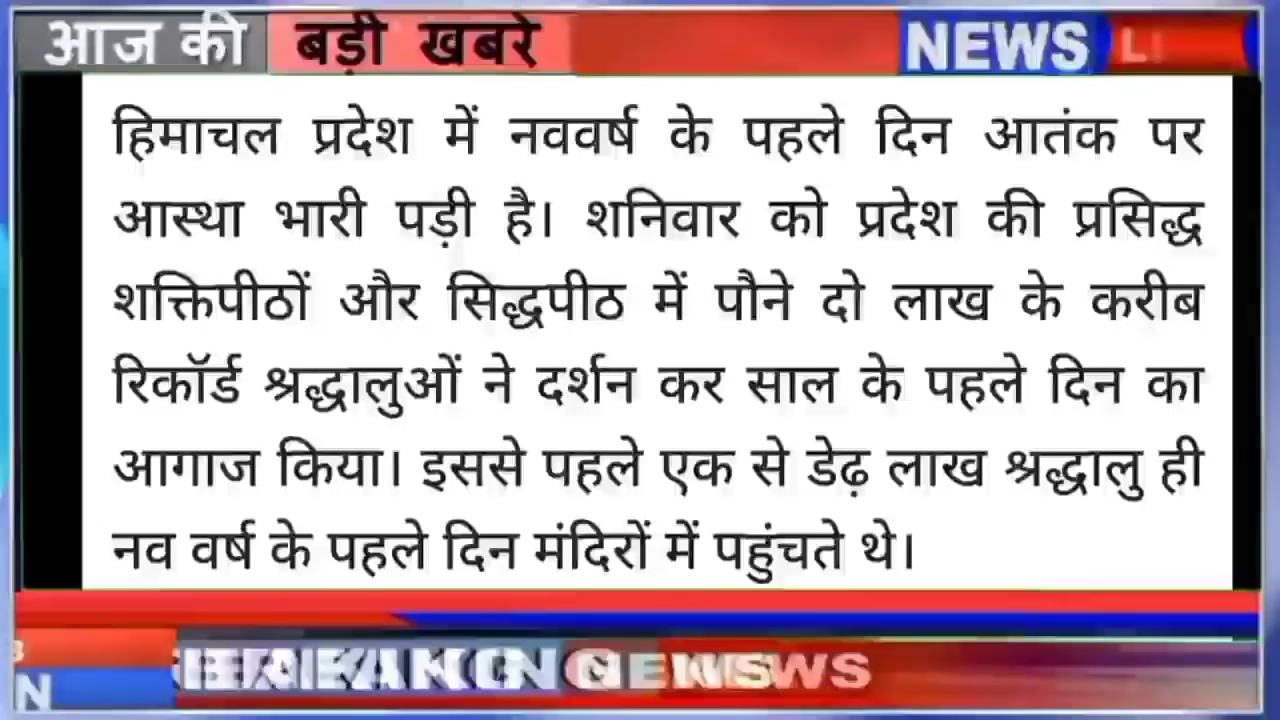 आज की बड़ी खबरे NEWS
हिमाचल प्रदेश में नववर्ष के पहले दिन आतंक पर
आस्था भारी पड़ी है। शनिवार को प्रदेश की प्रसिद्ध
शक्तिपीठों और सिद्धपीठ में पौने दो लाख के करीब
रिकॉर्ड श्रद्धालुओं ने दर्शन कर साल के पहले दिन का
आगाज किया। इससे पहले एक से डेढ़ लाख श्रद्धालु ही
नव वर्ष के पहले दिन मंदिरों में पहुंचते थे।